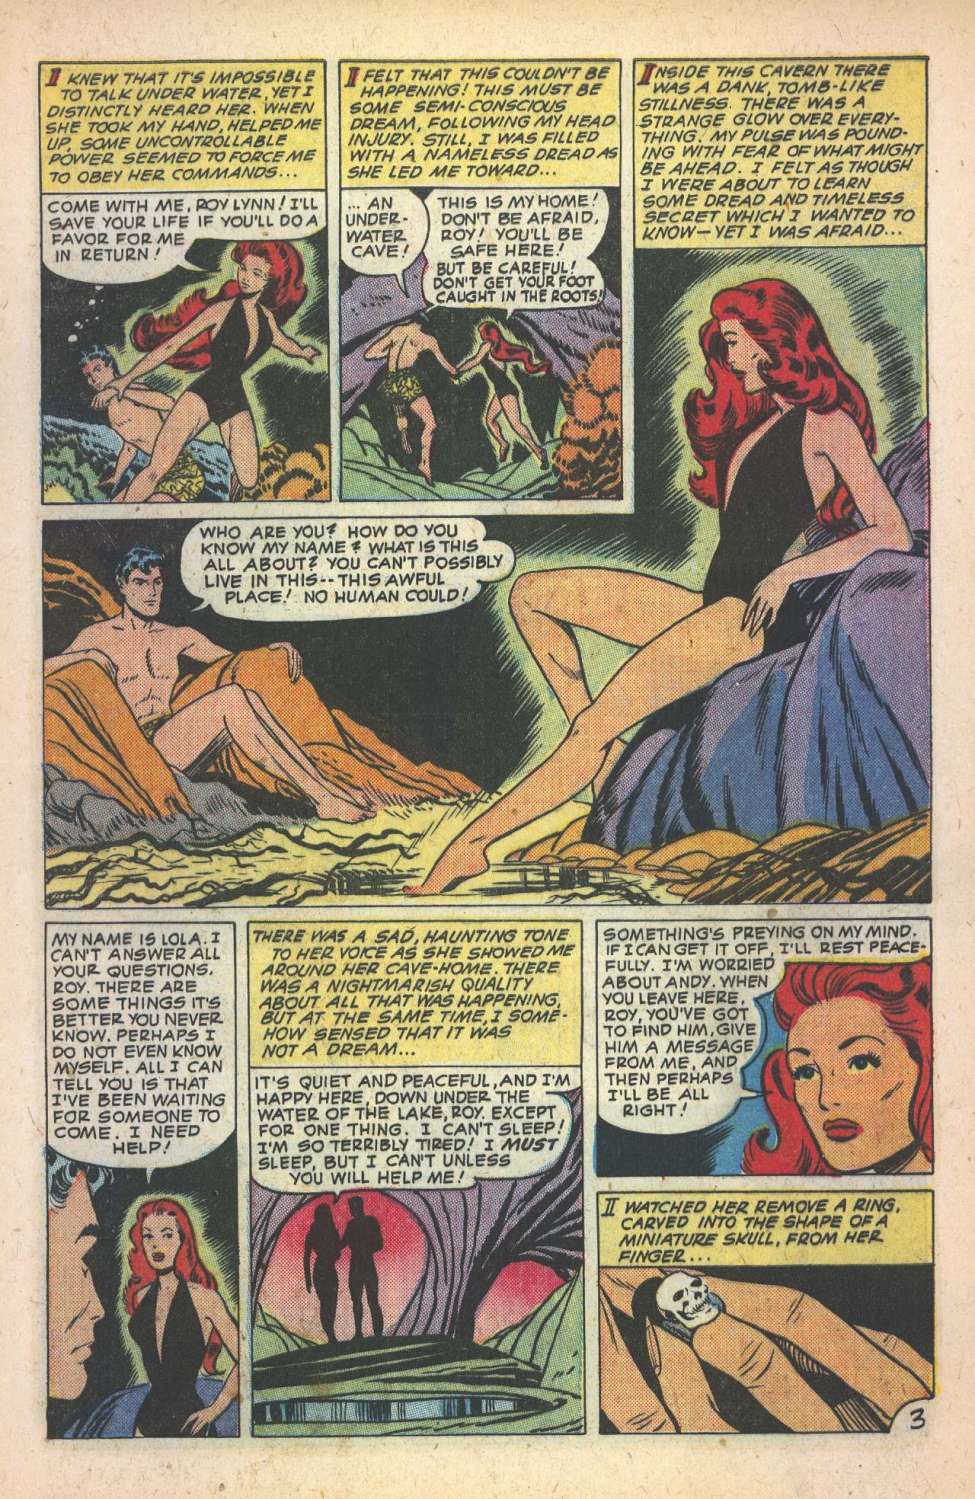 I KNEW THAT IT'S IMPOSSIBLE
TO TALK UNDER WATER, YET I
DISTINCTLY HEARD HER. WHEN
SHE TOOK MY HAND, HELPED ME
UP, SOME UNCONTROLLABLE
POWER SEEMED TO FORCE ME
TO OBEY HER COMMANDS...
COME WITH ME, ROY LYNN! I'LL
SAVE YOUR LIFE IF YOU'LL DO A
FAVOR FOR ME
IN RETURN!
I FELT THAT THIS COULDN'T BE
HAPPENING! THIS MUST BE
SOME SEMI-CONSCIOUS
DREAM, FOLLOWING MY HEAD
INJURY. STILL, I WAS FILLED
WITH A NAMELESS DREAD AS
SHE LED ME TOWARD...
... AN
UNDER-
WATER
CAVE!
THIS IS MY HOME!
DON'T BE AFRAID,
ROY! YOU'LL BE
SAFE HERE!
BUT BE CAREFUL!
DON'T GET YOUR FOOT
CAUGHT IN THE ROOTS!
INSIDE THIS CAVERN THERE
WAS A DANK, TOMB-LIKE
STILLNESS. THERE WAS A
STRANGE GLOW OVER EVERY-
THING. MY PULSE WAS POUND-
ING WITH FEAR OF WHAT MIGHT
BE AHEAD. I FELT AS THOUGH
I WERE ABOUT TO LEARN
SOME DREAD AND TIMELESS
SECRET WHICH I WANTED TO
KNOW--YET I WAS AFRAID...
WHO ARE YOU? HOW DO YOU
KNOW MY NAME? WHAT IS THIS
ALL ABOUT? YOU CAN'T POSSIBLY
LIVE IN THIS--THIS AWFUL
PLACE! NO HUMAN COULD!
MY NAME IS LOLA. I
CAN'T ANSWER ALL
YOUR QUESTIONS,
ROY. THERE ARE
SOME THINGS IT'S
BETTER YOU NEVER
KNOW. PERHAPS I
DO NOT EVEN KNOW
MYSELF. ALL I CAN
TELL YOU IS THAT
I'VE BEEN WAITING
FOR SOMEONE TO
COME. I NEED
HELP!
THERE WAS A SAD, HAUNTING TONE
TO HER VOICE AS SHE SHOWED ME
AROUND HER CAVE-HOME. THERE
WAS A NIGHTMARISH QUALITY
ABOUT ALL THAT WAS HAPPENING,
BUT AT THE SAME TIME, I SOME-
HOW SENSED THAT IT WAS
NOT A DREAM...
IT'S QUIET AND PEACEFUL, AND I'M
HAPPY HERE, DOWN UNDER THE
WATER OF THE LAKE, ROY. EXCEPT
FOR ONE THING. I CAN'T SLEEP!
I'M SO TERRIBLY TIRED! I MUST
SLEEP, BUT I CAN'T UNLESS
YOU WILL HELP ME!
SOMETHING'S PREYING ON MY MIND.
IF I CAN GET IT OFF, I'LL REST PEACE-
FULLY. I'M WORRIED
ABOUT ANDY. WHEN
YOU LEAVE HERE,
ROY, YOU'VE GOT
TO FIND HIM, GIVE
HIM A MESSAGE
FROM ME, AND
THEN PERHAPS
I'LL BE ALL
RIGHT!
I WATCHED HER REMOVE A RING,
CARVED INTO THE SHAPE OF A
MINIATURE SKULL, FROM HER
FINGER...
3